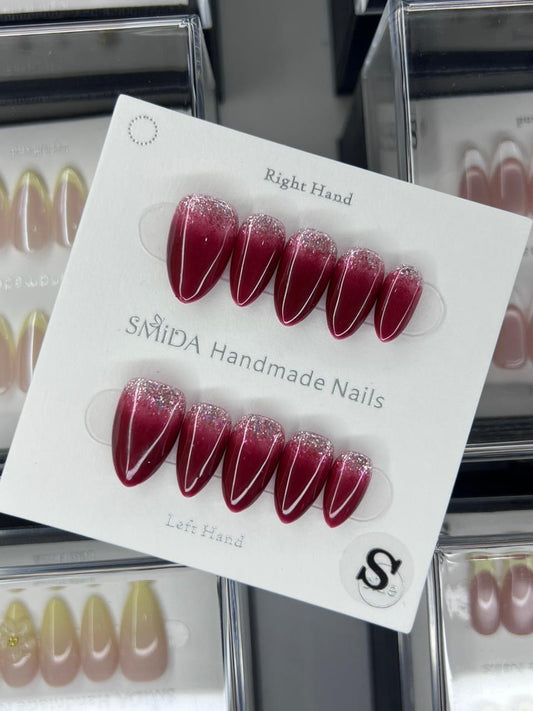 Right Hand
SMiDA Handmade Nails
Left Hand
S